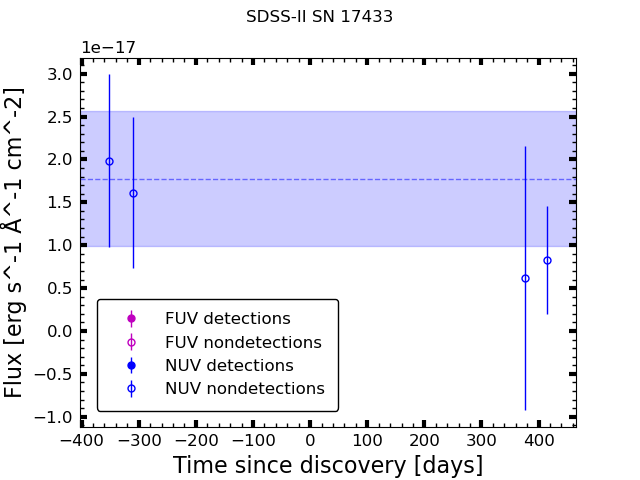 SDSS-II SN 17433
1e−17
3.0
2.5
2.0
1.5
1.0
0.5
0.0
−0.5
−1.0
Flux [erg s^-1 Å^-1 cm^-2]
FUV detections
FUV nondetections
NUV detections
NUV nondetections
−400 −300 −200 −100 0 100 200 300 400
Time since discovery [days]